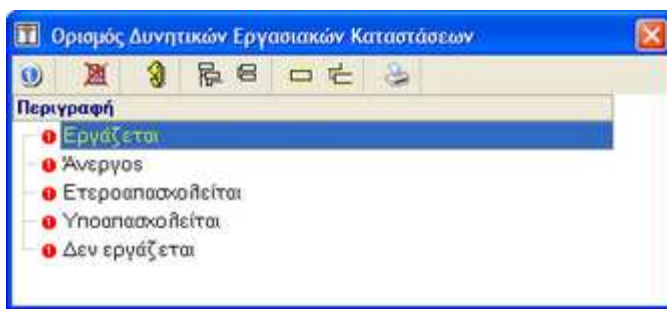 Ορισμός Δυνητικών Εργασιακών Καταστάσεων
Περιγραφή
Εργάζεται
Άνεργος
Ετεροαπασχολείται
Υποαπασχολείται
Δεν εργάζεται